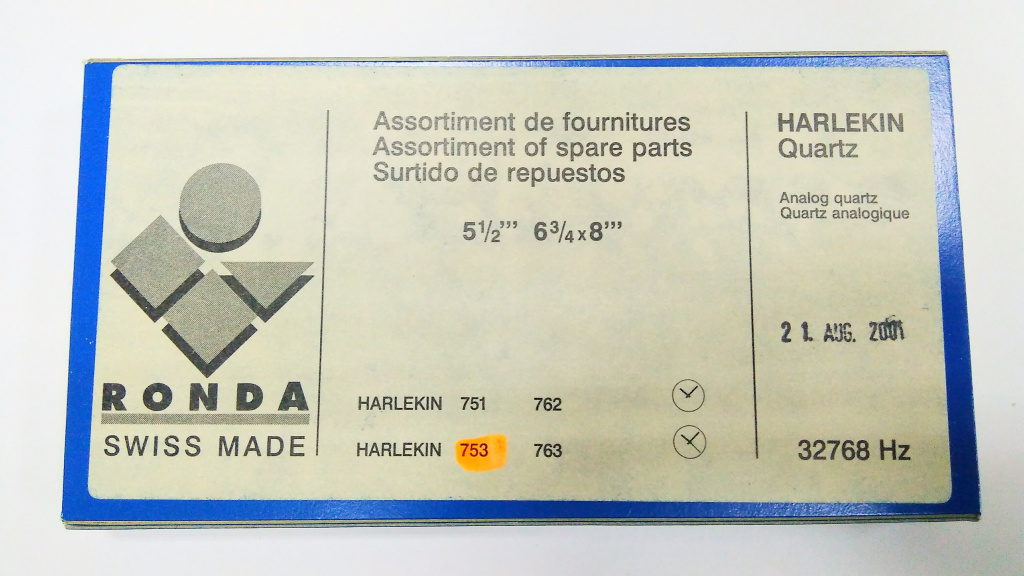 RONDA
SWISS MADE
Assortiment de fournitures
Assortiment of spare parts
Surtido de repuestos
5½''' 6¾x8'''
HARLEKIN 751 762
HARLEKIN 753 763
HARLEKIN
Quartz
Analog quartz
Quartz analogique
21. AUG. 2001
32768 Hz